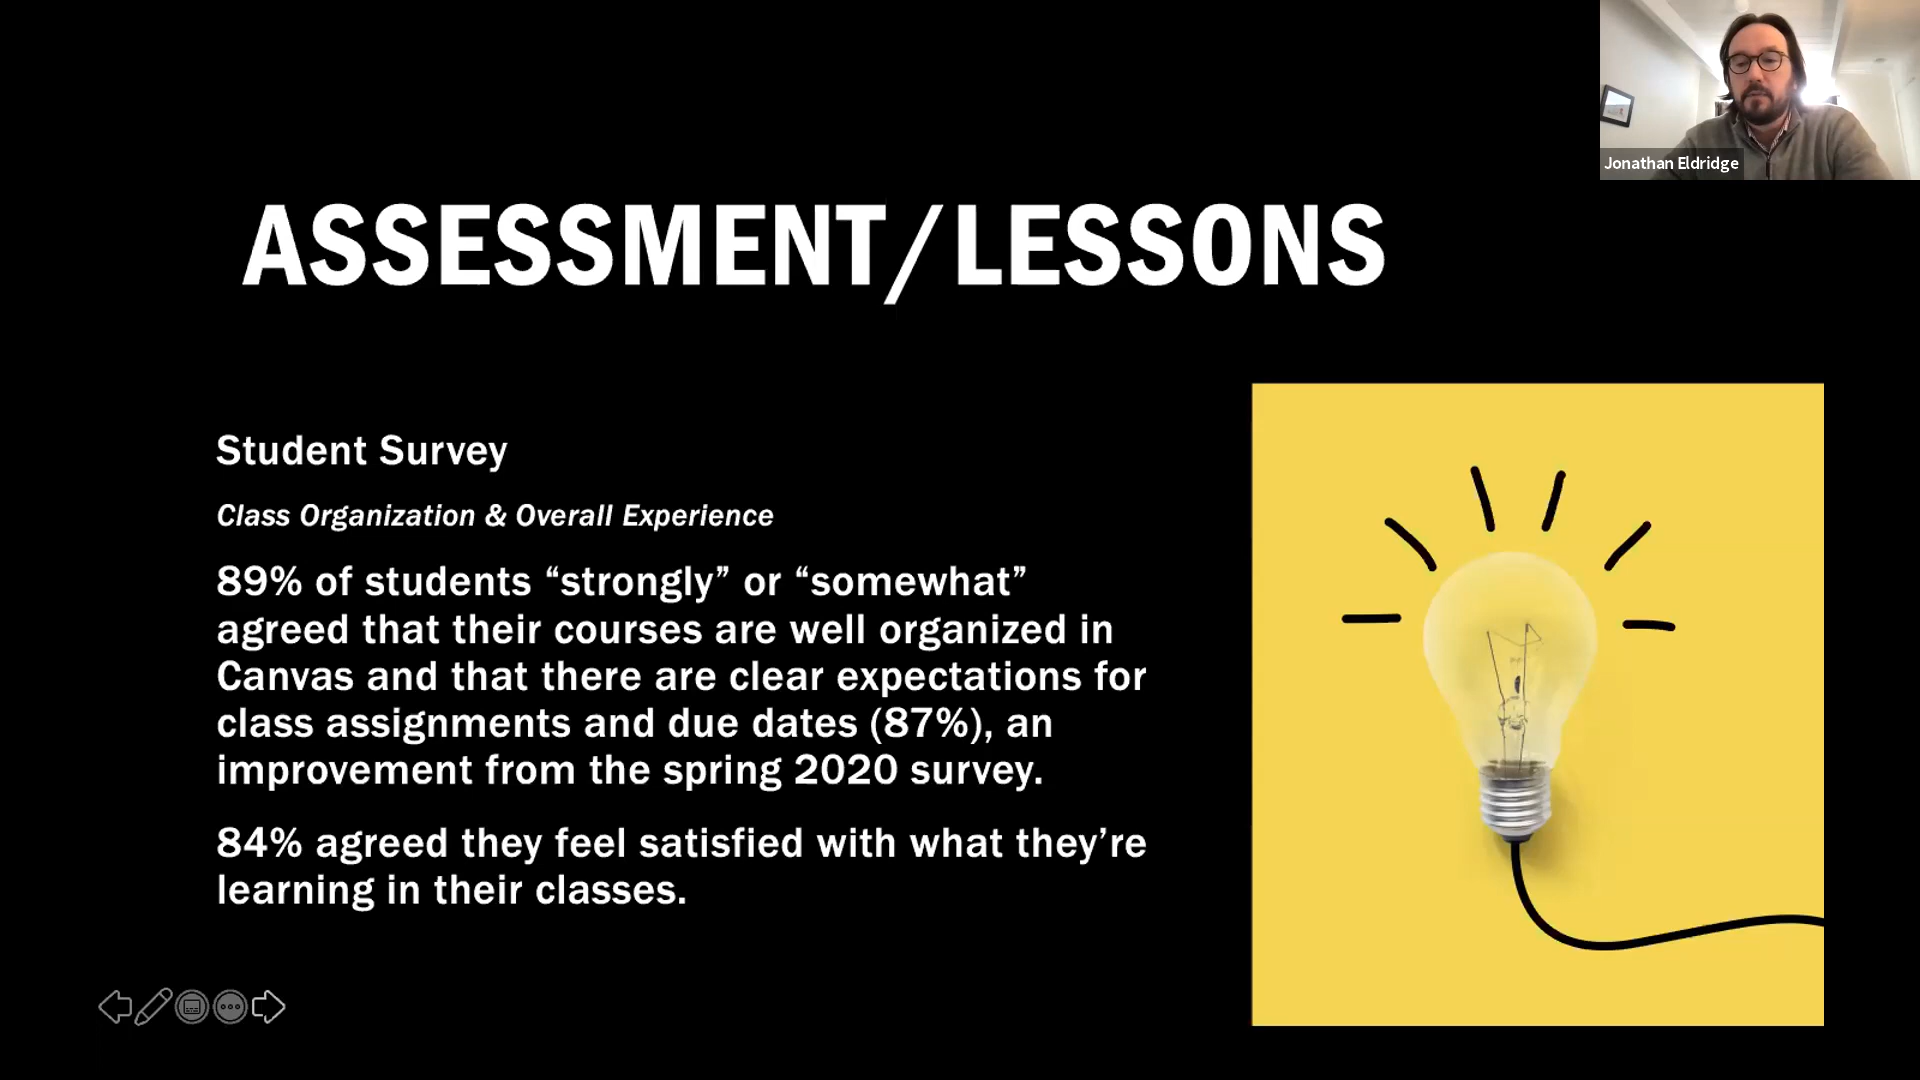 Jonathan Eldridge
ASSESSMENT/LESSONS
Student Survey
Class Organization & Overall Experience
89% of students “strongly” or “somewhat”
agreed that their courses are well organized in
Canvas and that there are clear expectations for
class assignments and due dates (87%), an
improvement from the spring 2020 survey.
84% agreed they feel satisfied with what they’re
learning in their classes.